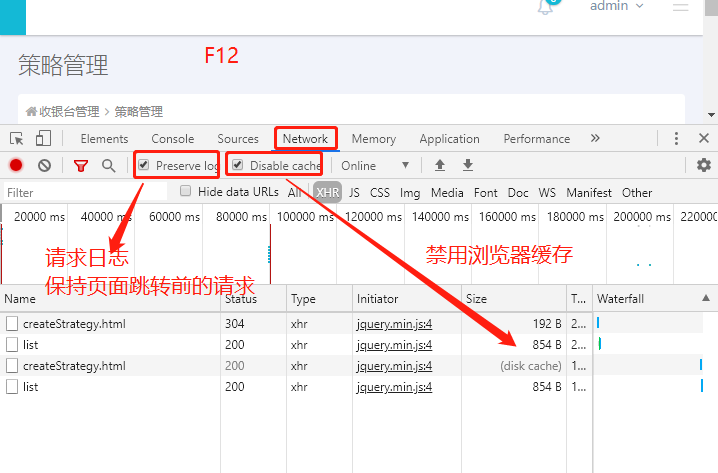 admin
F12
策略管理
收银台管理 > 策略管理
Elements Console Sources Network Memory Application Performance »
Preserve log Disable cache Online
Filter Hide data URLs All XHR JS CSS Img Media Font Doc WS Manifest Other
20000 ms 40000 ms 60000 ms 80000 ms 100000 ms 120000 ms 140000 ms 160000 ms 180000 ms 200000 ms 220000
请求日志
保持页面跳转前的请求
禁用浏览器缓存
Name Status Type Initiator Size T... Waterfall
createStrategy.html 304 xhr jquery.min.js:4 192 B 2...
list 200 xhr jquery.min.js:4 854 B 2...
createStrategy.html 200 xhr jquery.min.js:4 (disk cache) 1...
list 200 xhr jquery.min.js:4 854 B 1...